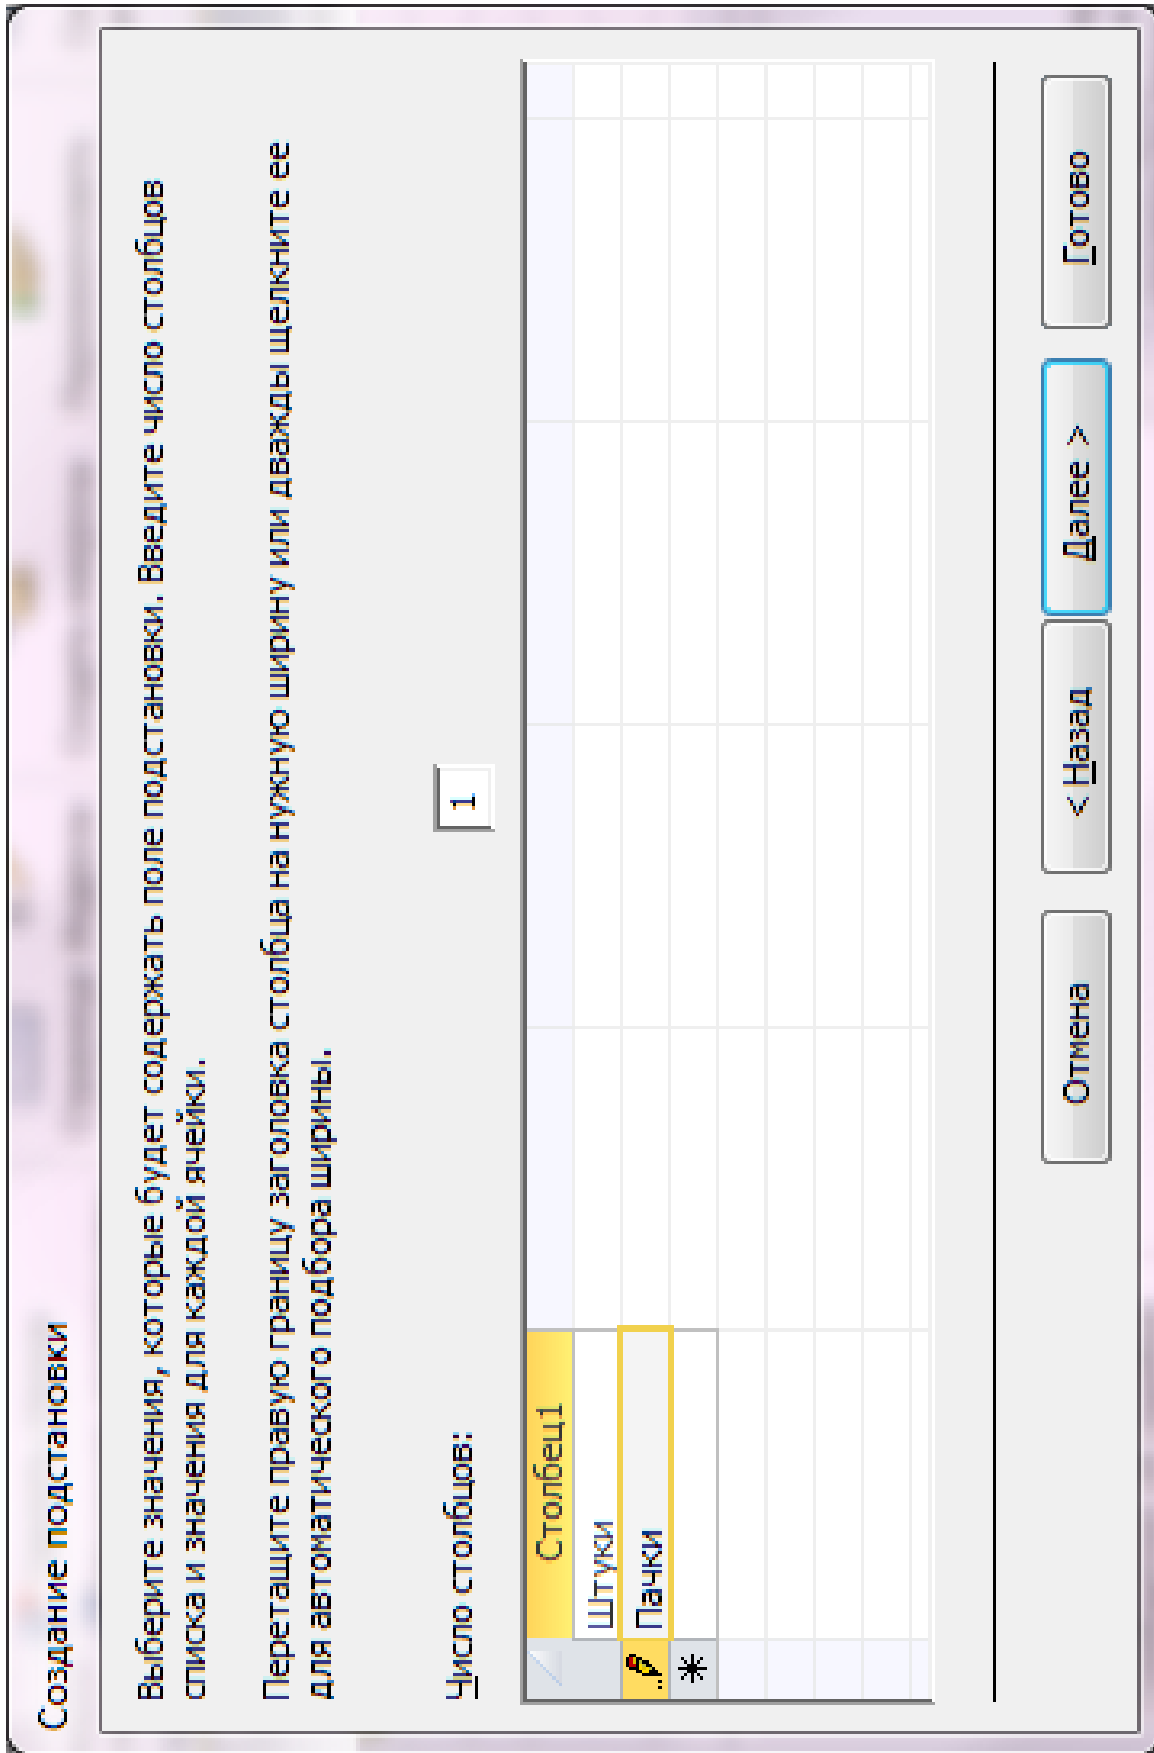 Создание подстановки
Выберите значения, которые будет содержать поле подстановки. Введите число столбцов
списка и значения для каждой ячейки.
Перетащите правую границу заголовка столбца на нужную ширину или дважды щелкните ее
для автоматического подбора ширины.
Число столбцов:
1
Столбец1
Штуки
Пачки
Отмена
< Назад
Далее >
Готово